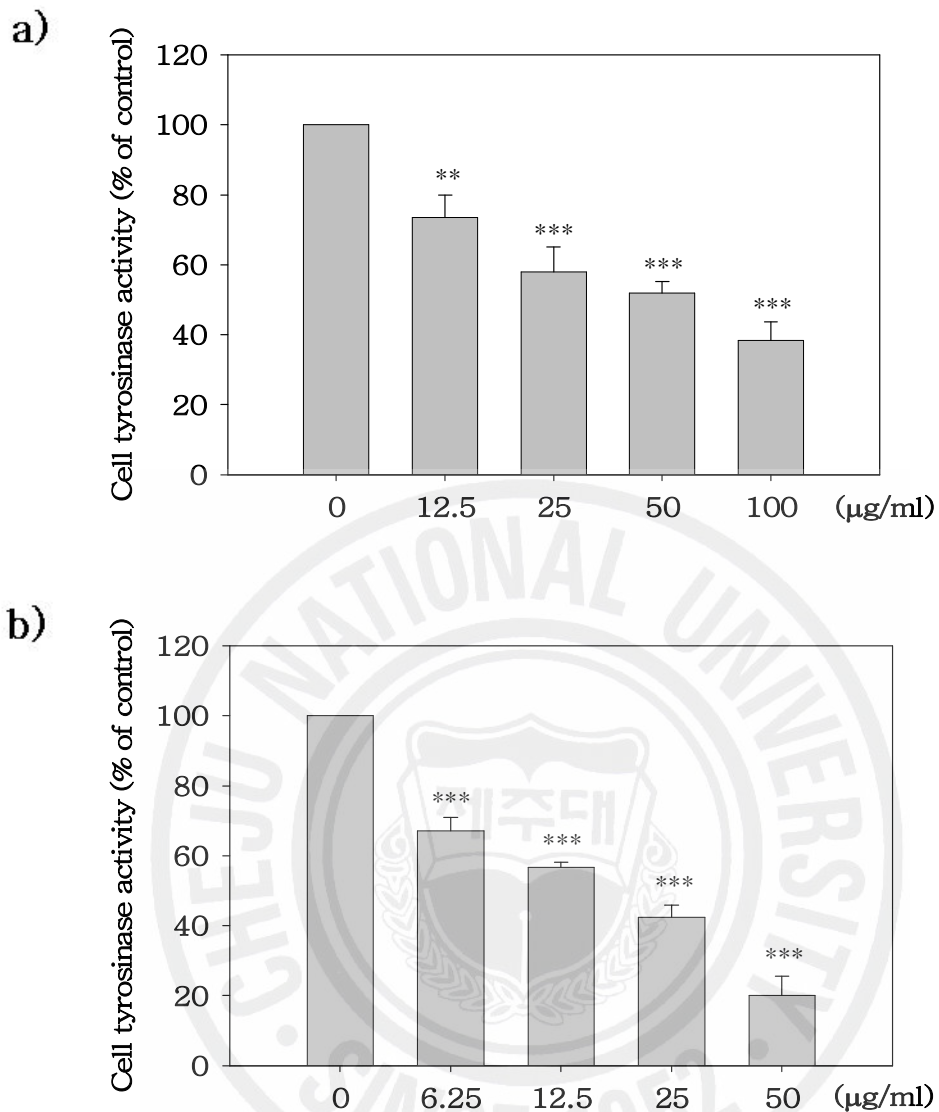 a)
Cell tyrosinase activity (% of control)
120
100
80
60
40
20
0
**
***
***
***
0 12.5 25 50 100 (μg/ml)
b)
Cell tyrosinase activity (% of control)
120
100
80
60
40
20
0
***
***
***
***
0 6.25 12.5 25 50 (μg/ml)
CHEJU NATIONAL UNIVERSITY
제주대